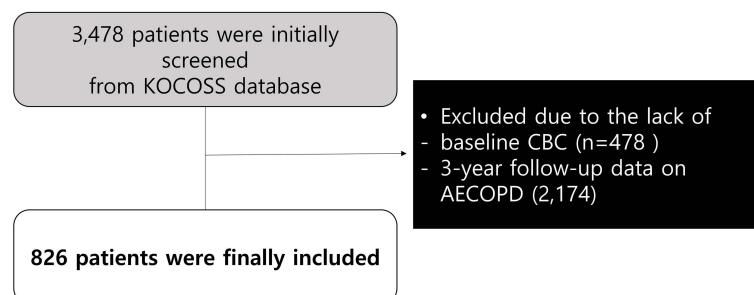 3,478 patients were initially
screened
from KOCOSS database
• Excluded due to the lack of
- baseline CBC (n=478 )
- 3-year follow-up data on
AECOPD (2,174)
826 patients were finally included